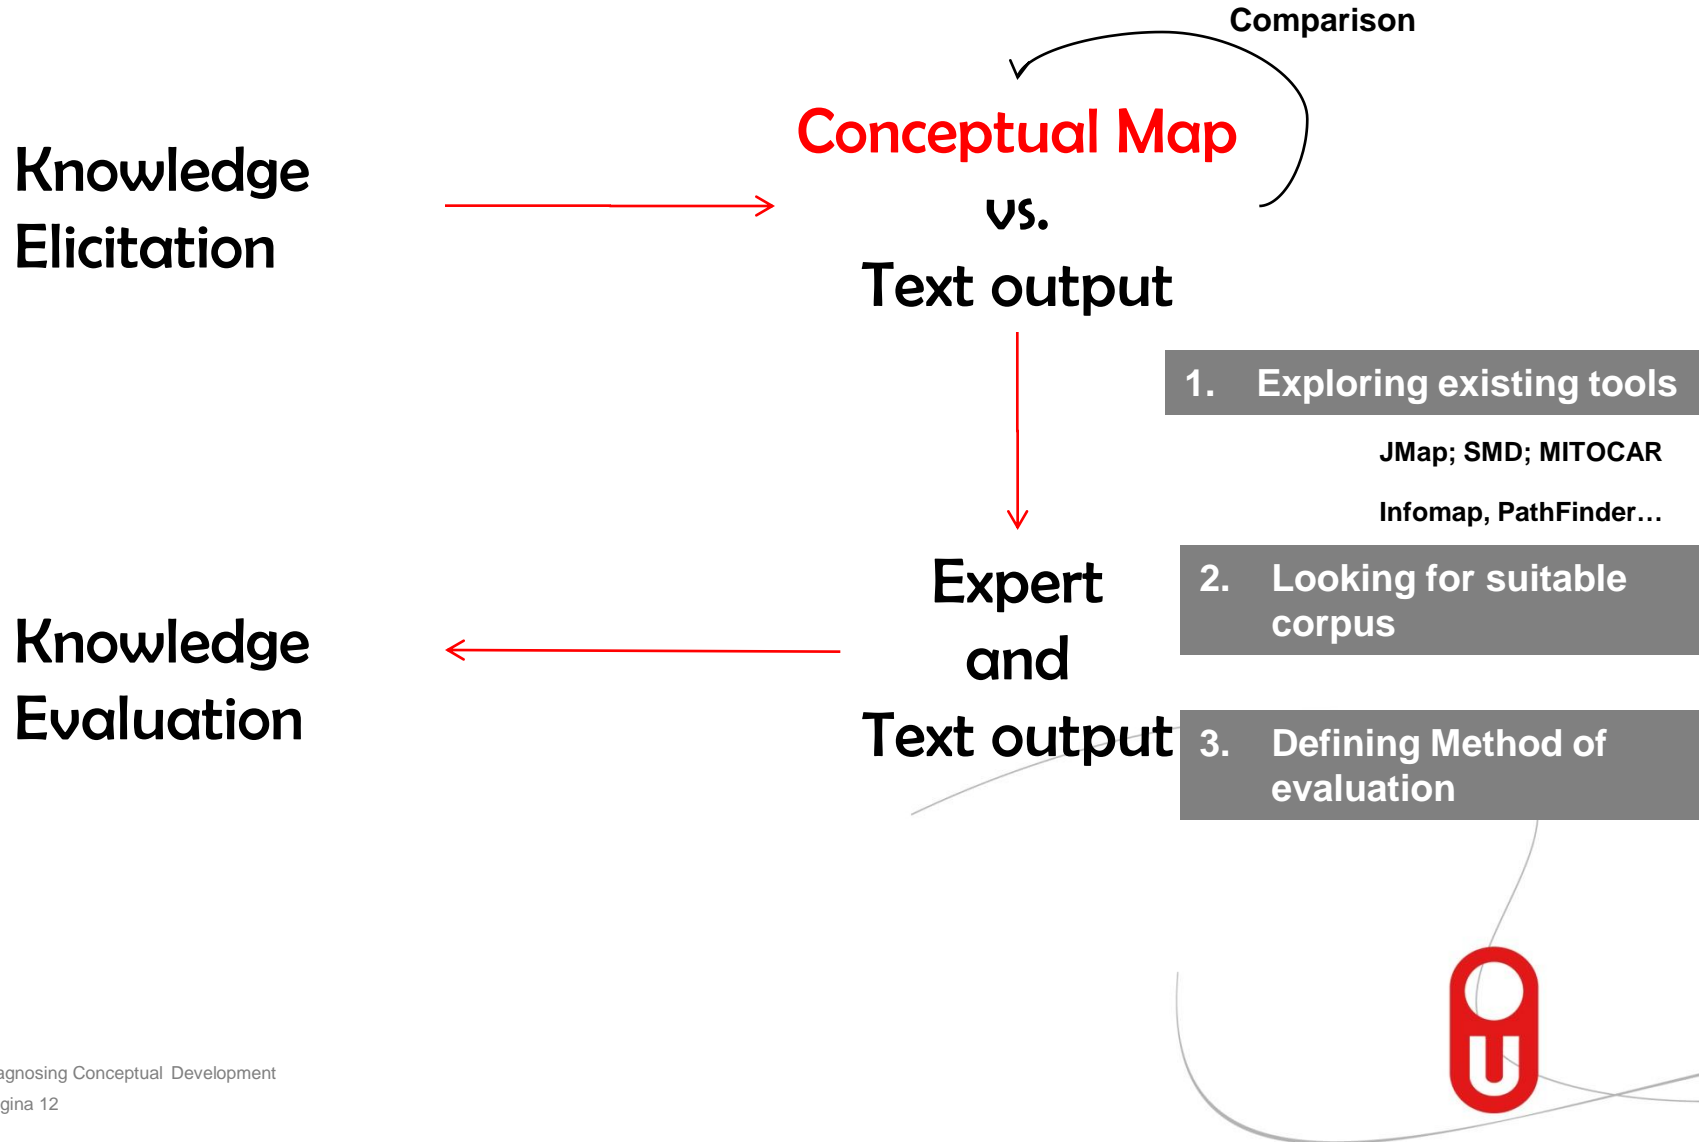 Comparison
Knowledge
Elicitation
Conceptual Map
vs.
Text output
1. Exploring existing tools
JMap; SMD; MITOCAR
Infomap, PathFinder…
2. Looking for suitable
corpus
3. Defining Method of
evaluation
Expert
and
Text output
Knowledge
Evaluation
agnosing Conceptual Development
gina 12
U